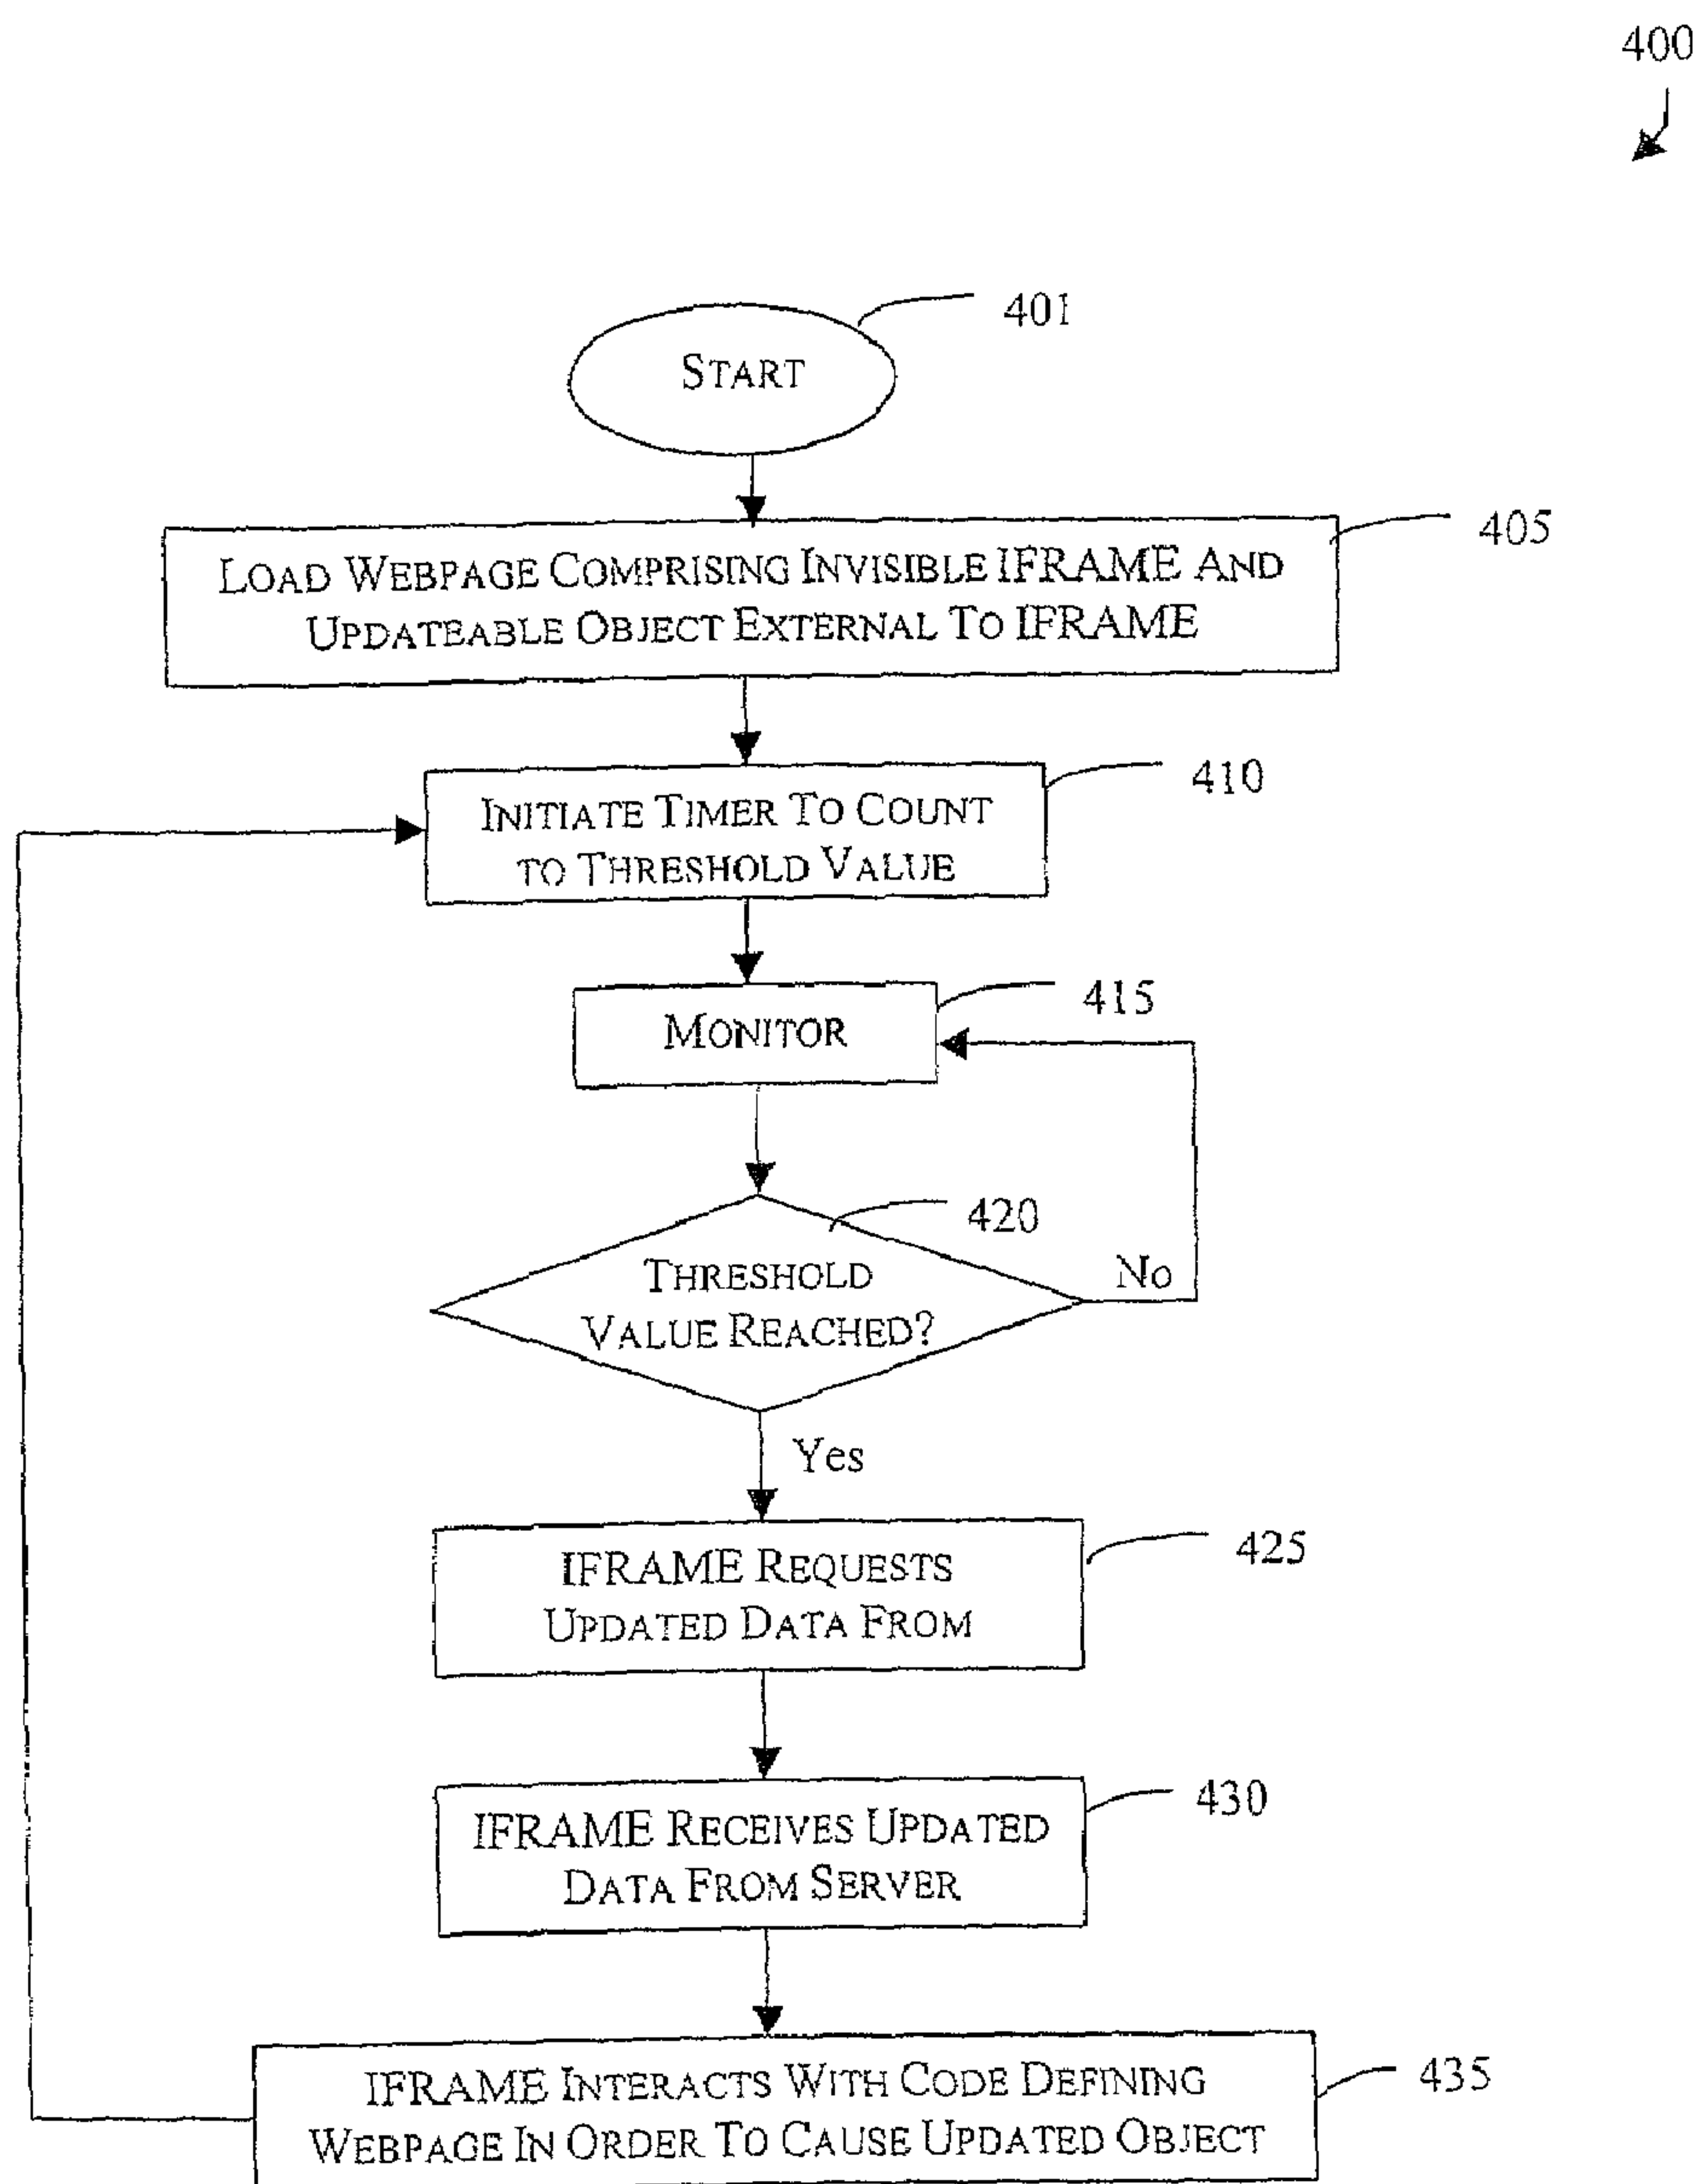 400
401
START
405
LOAD WEBPAGE COMPRISING INVISIBLE IFRAME AND
UPDATEABLE OBJECT EXTERNAL TO IFRAME
410
INITIATE TIMER TO COUNT
TO THRESHOLD VALUE
415
MONITOR
420
THRESHOLD
VALUE REACHED?
No
Yes
425
IFRAME REQUESTS
UPDATED DATA FROM
430
IFRAME RECEIVES UPDATED
DATA FROM SERVER
435
IFRAME INTERACTS WITH CODE DEFINING
WEBPAGE IN ORDER TO CAUSE UPDATED OBJECT